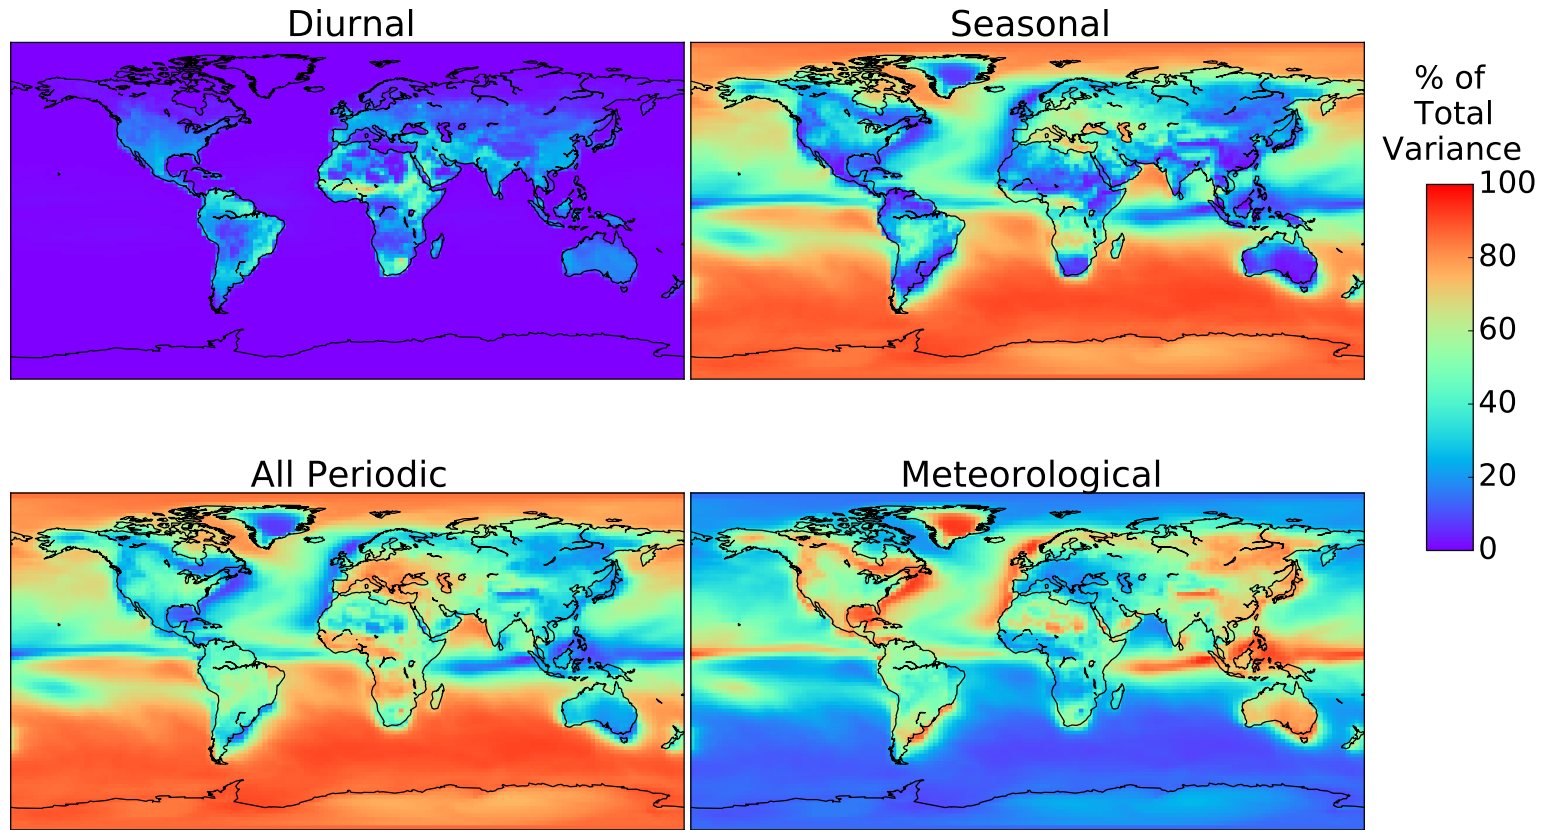 Diurnal
Seasonal
% of
Total
Variance
100
80
60
40
20
0
All Periodic
Meteorological